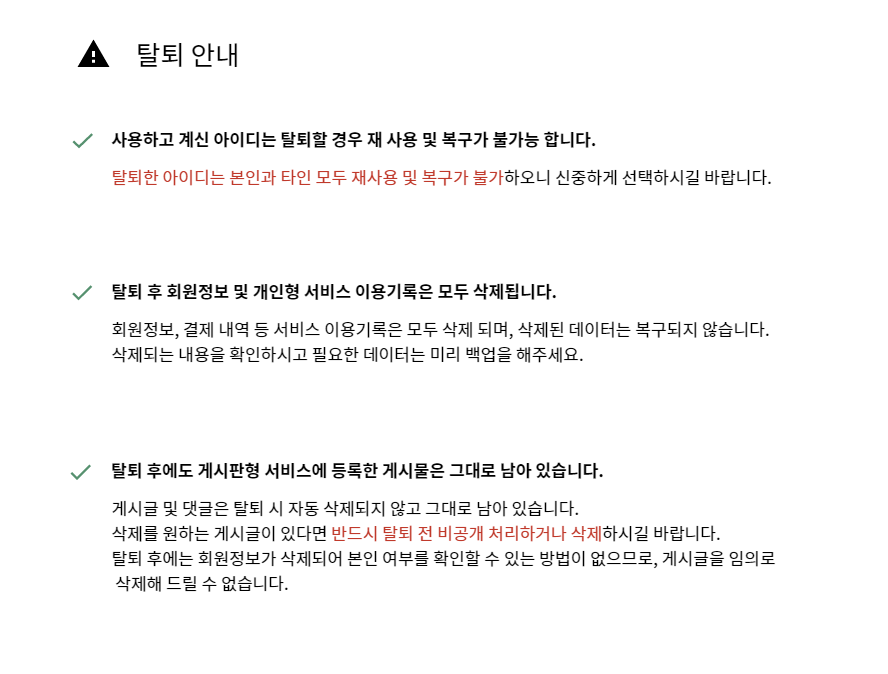 탈퇴 안내
사용하고 계신 아이디는 탈퇴할 경우 재 사용 및 복구가 불가능 합니다.
탈퇴한 아이디는 본인과 타인 모두 재사용 및 복구가 불가하오니 신중하게 선택하시길 바랍니다.
탈퇴 후 회원정보 및 개인형 서비스 이용기록은 모두 삭제됩니다.
회원정보, 결제 내역 등 서비스 이용기록은 모두 삭제 되며, 삭제된 데이터는 복구되지 않습니다.
삭제되는 내용을 확인하시고 필요한 데이터는 미리 백업을 해주세요.
탈퇴 후에도 게시판형 서비스에 등록한 게시물은 그대로 남아 있습니다.
게시글 및 댓글은 탈퇴 시 자동 삭제되지 않고 그대로 남아 있습니다.
삭제를 원하는 게시글이 있다면 반드시 탈퇴 전 비공개 처리하거나 삭제하시길 바랍니다.
탈퇴 후에는 회원정보가 삭제되어 본인 여부를 확인할 수 있는 방법이 없으므로, 게시글을 임의로
삭제해 드릴 수 없습니다.